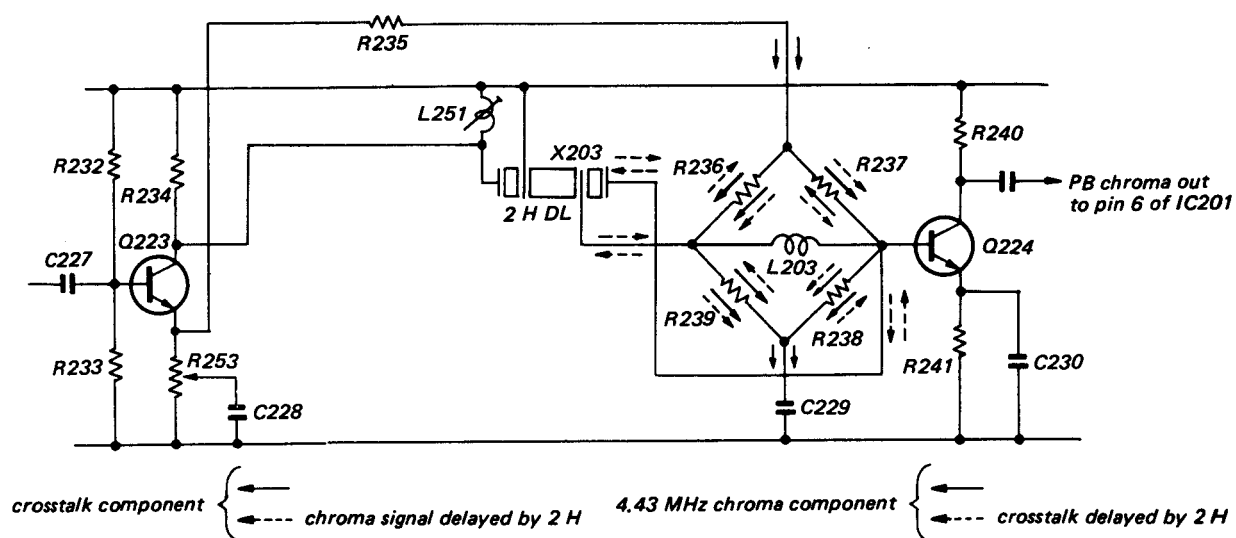 R235
L251
X203
R232
R234
R236
R237
R240
2 H DL
PB chroma out
to pin 6 of IC201
Q223
Q224
C227
L203
R239
R238
R233
R253
R241
C230
C228
C229
crosstalk component
chroma signal delayed by 2 H
4.43 MHz chroma component
crosstalk delayed by 2 H